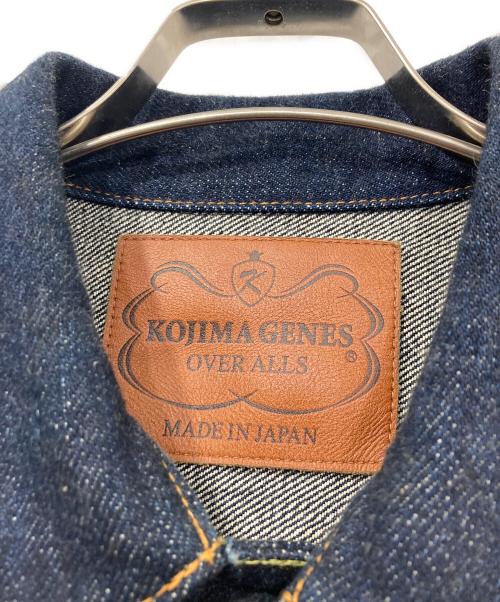 K
KOJIMA GENES
®
OVER ALLS
MADE IN JAPAN